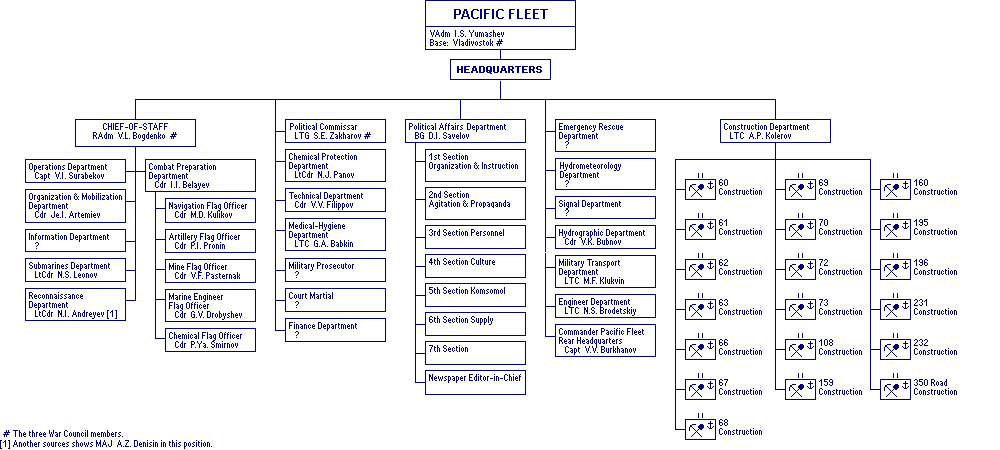 PACIFIC FLEET
VAdm I.S. Yumashev
Base: Vladivostok #
HEADQUARTERS
CHIEF-OF-STAFF
RAdm V.L. Bogdenko #
Operations Department
Capt V.I. Surabekov
Organization & Mobilization
Department
Cdr Je.I. Artemiev
Information Department
?
Submarines Department
LtCdr N.S. Leonov
Reconnaissance
Department
LtCdr N.I. Andreyev [1]
Combat Preparation
Department
Cdr I.I. Belayev
Navigation Flag Officer
Cdr M.D. Kulikov
Artillery Flag Officer
Cdr P.I. Pronin
Mine Flag Officer
Cdr V.F. Pasternak
Marine Engineer
Flag Officer
Cdr G.V. Drobyshev
Chemical Flag Officer
Cdr P.Ya. Smirnov
Political Commissar
LTG S.E. Zakharov #
Chemical Protection
Department
LtCdr N.J. Panov
Technical Department
Cdr V.V. Filippov
Medical-Hygiene
Department
LTC G.A. Babkin
Military Prosecutor
?
Court Martial
?
Finance Department
?
Political Affairs Department
BG D.I. Savelov
1st Section
Organization & Instruction
2nd Section
Agitation & Propaganda
3rd Section Personnel
4th Section Culture
5th Section Komsomol
6th Section Supply
7th Section
Newspaper Editor-in-Chief
Emergency Rescue
Department
?
Hydrometeorology
Department
?
Signal Department
?
Hydrographic Department
Cdr V.K. Bubnov
Military Transport
Department
LTC M.F. Klukvin
Engineer Department
LTC N.S. Brodetskiy
Commander Pacific Fleet
Rear Headquarters
Capt V.V. Burkhanov
Construction Department
LTC A.P. Kolerov
60
Construction
61
Construction
62
Construction
63
Construction
66
Construction
67
Construction
68
Construction
69
Construction
70
Construction
72
Construction
73
Construction
108
Construction
159
Construction
160
Construction
195
Construction
196
Construction
231
Construction
232
Construction
350 Road
Construction
# The three War Council members.
[1] Another sources shows MAJ A.Z. Denisin in this position.